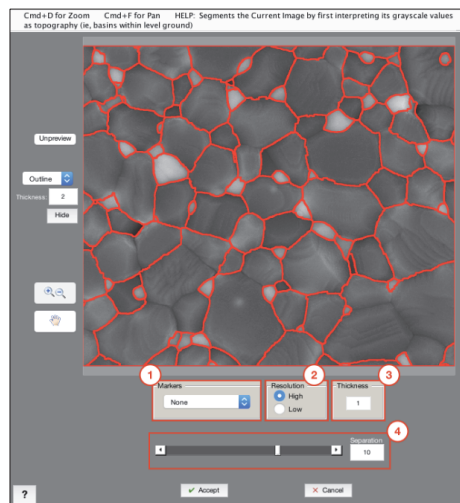 Cmd+D for Zoom Cmd+F for Pan HELP: Segments the Current Image by first interpreting its grayscale values
as topography (ie, basins within level ground)
Unpreview
Outline
Thickness: 2
Hide
1 2 3
Markers Resolution Thickness
None High 1
Low
4
Separation
10
? Accept Cancel